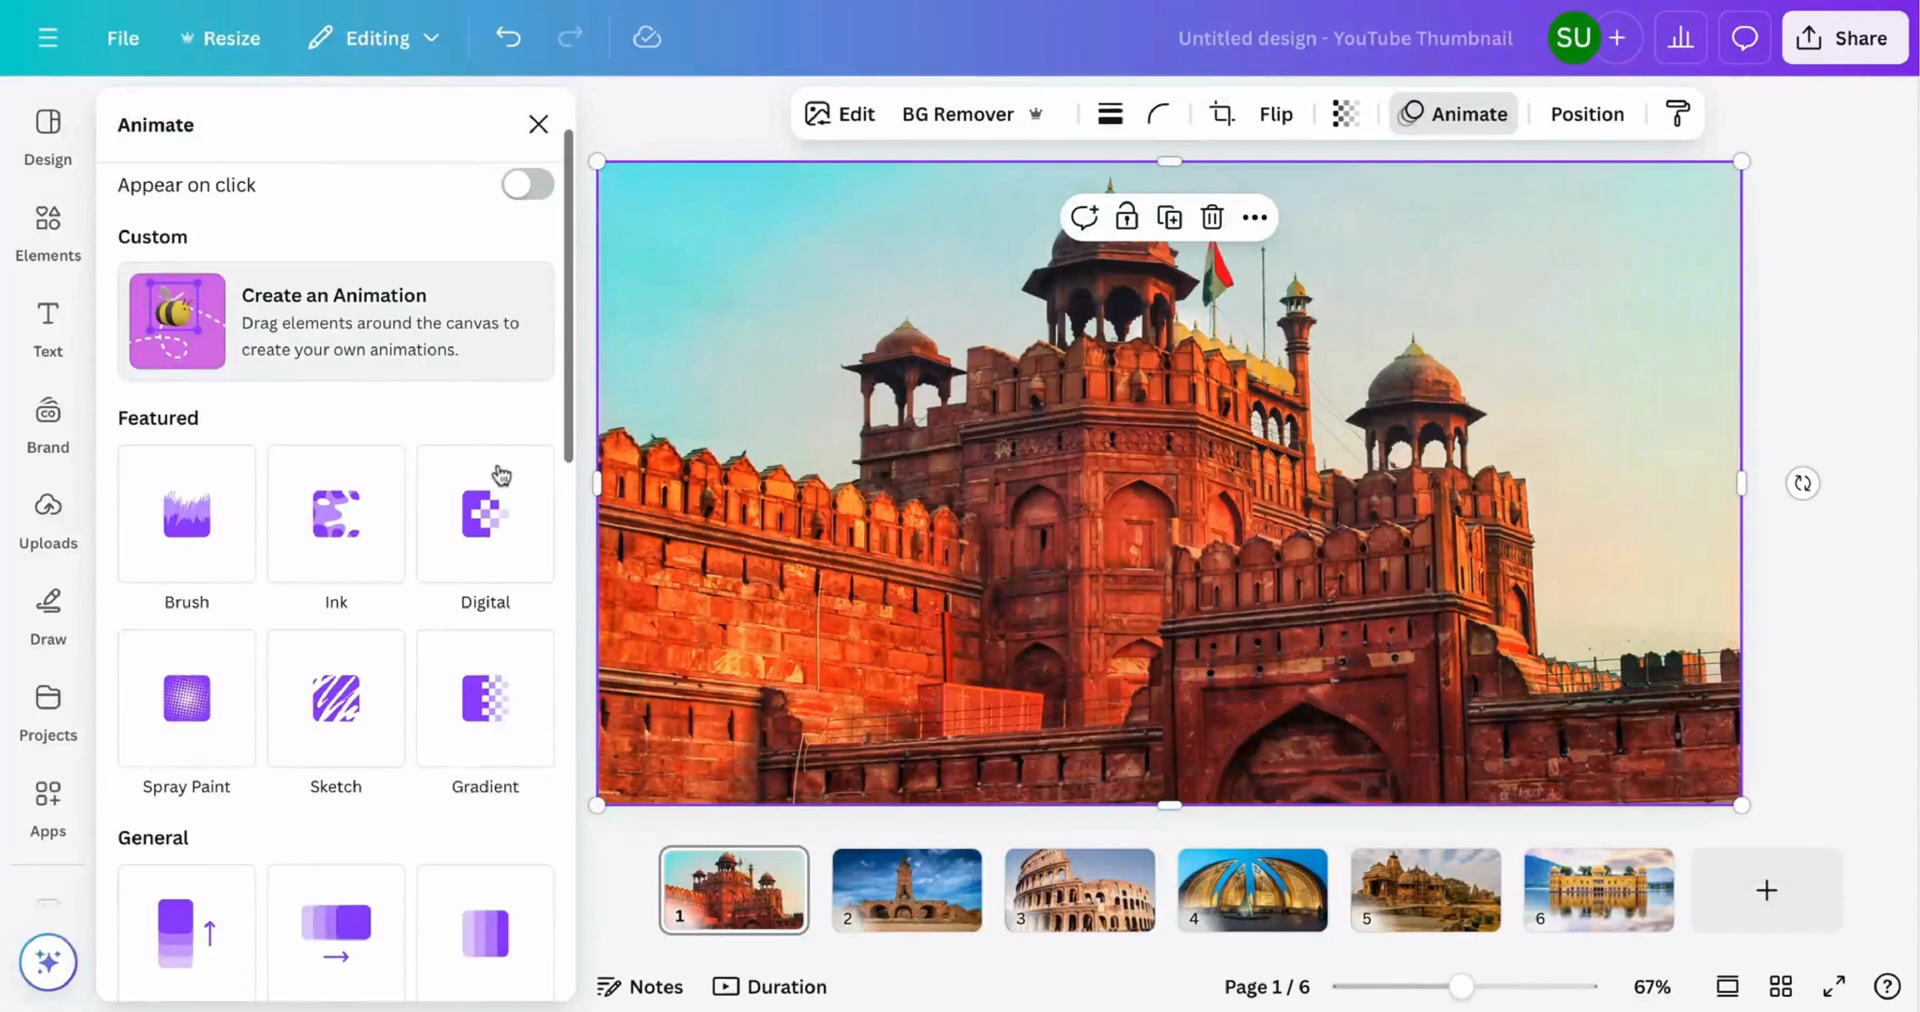 File
Resize
Editing
Untitled design - YouTube Thumbnail
SU
Share
Design
Elements
Text
Brand
Uploads
Draw
Projects
Apps
Animate
Appear on click
Custom
Create an Animation
Drag elements around the canvas to
create your own animations.
Featured
Brush
Ink
Digital
Spray Paint
Sketch
Gradient
General
Edit
BG Remover
Flip
Animate
Position
1
2
3
4
5
6
Notes
Duration
Page 1 / 6
67%